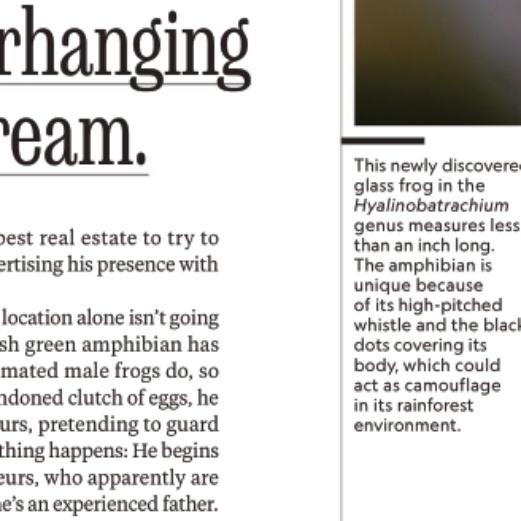 rhanging
ream.
best real estate to try to
ertising his presence with
location alone isn't going
sh green amphibian has
mated male frogs do, so
ndoned clutch of eggs, he
urs, pretending to guard
thing happens: He begins
eurs, who apparently are
he's an experienced father.
This newly discovered
glass frog in the
Hyalinobatrachium
genus measures less
than an inch long.
The amphibian is
unique because
of its high-pitched
whistle and the black
dots covering its
body, which could
act as camouflage
in its rainforest
environment.